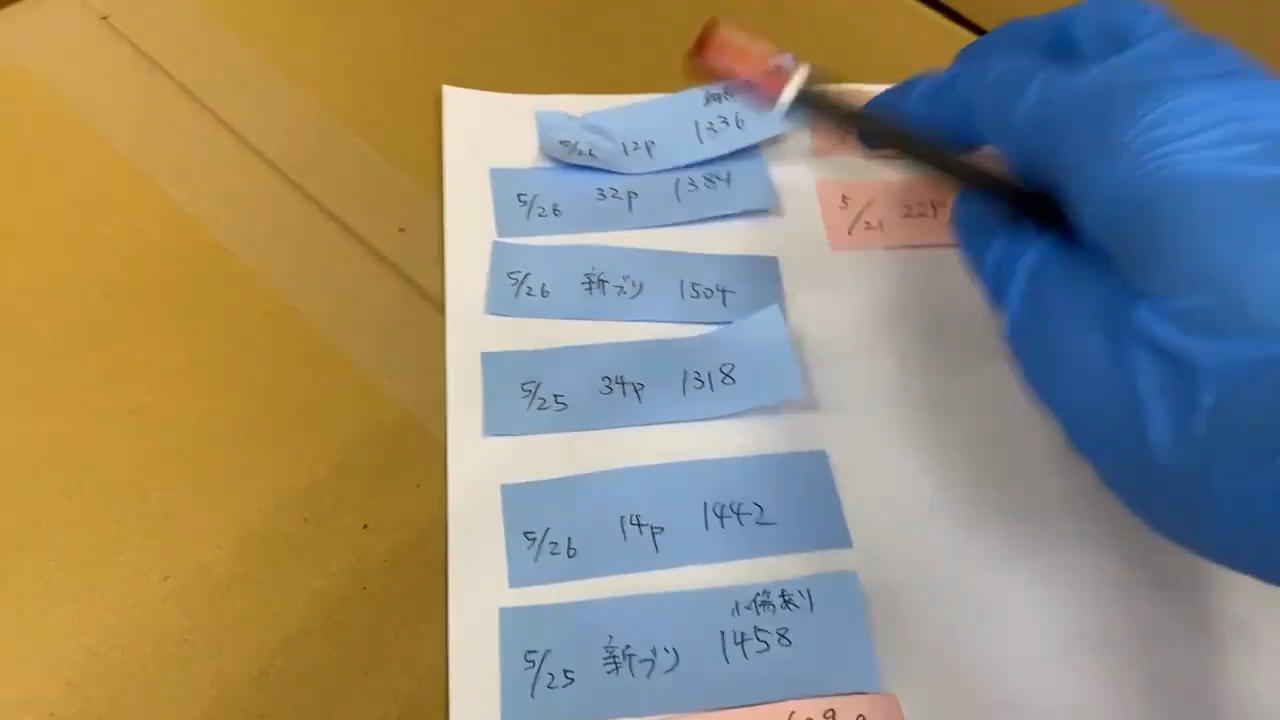 5/26 12p 1336
5/26 32p 1384
5/26 新ブリ 1504
5/25 34p 1318
5/26 14p 1442
小傷あり
5/25 新ブリ 1458
5/21 22P